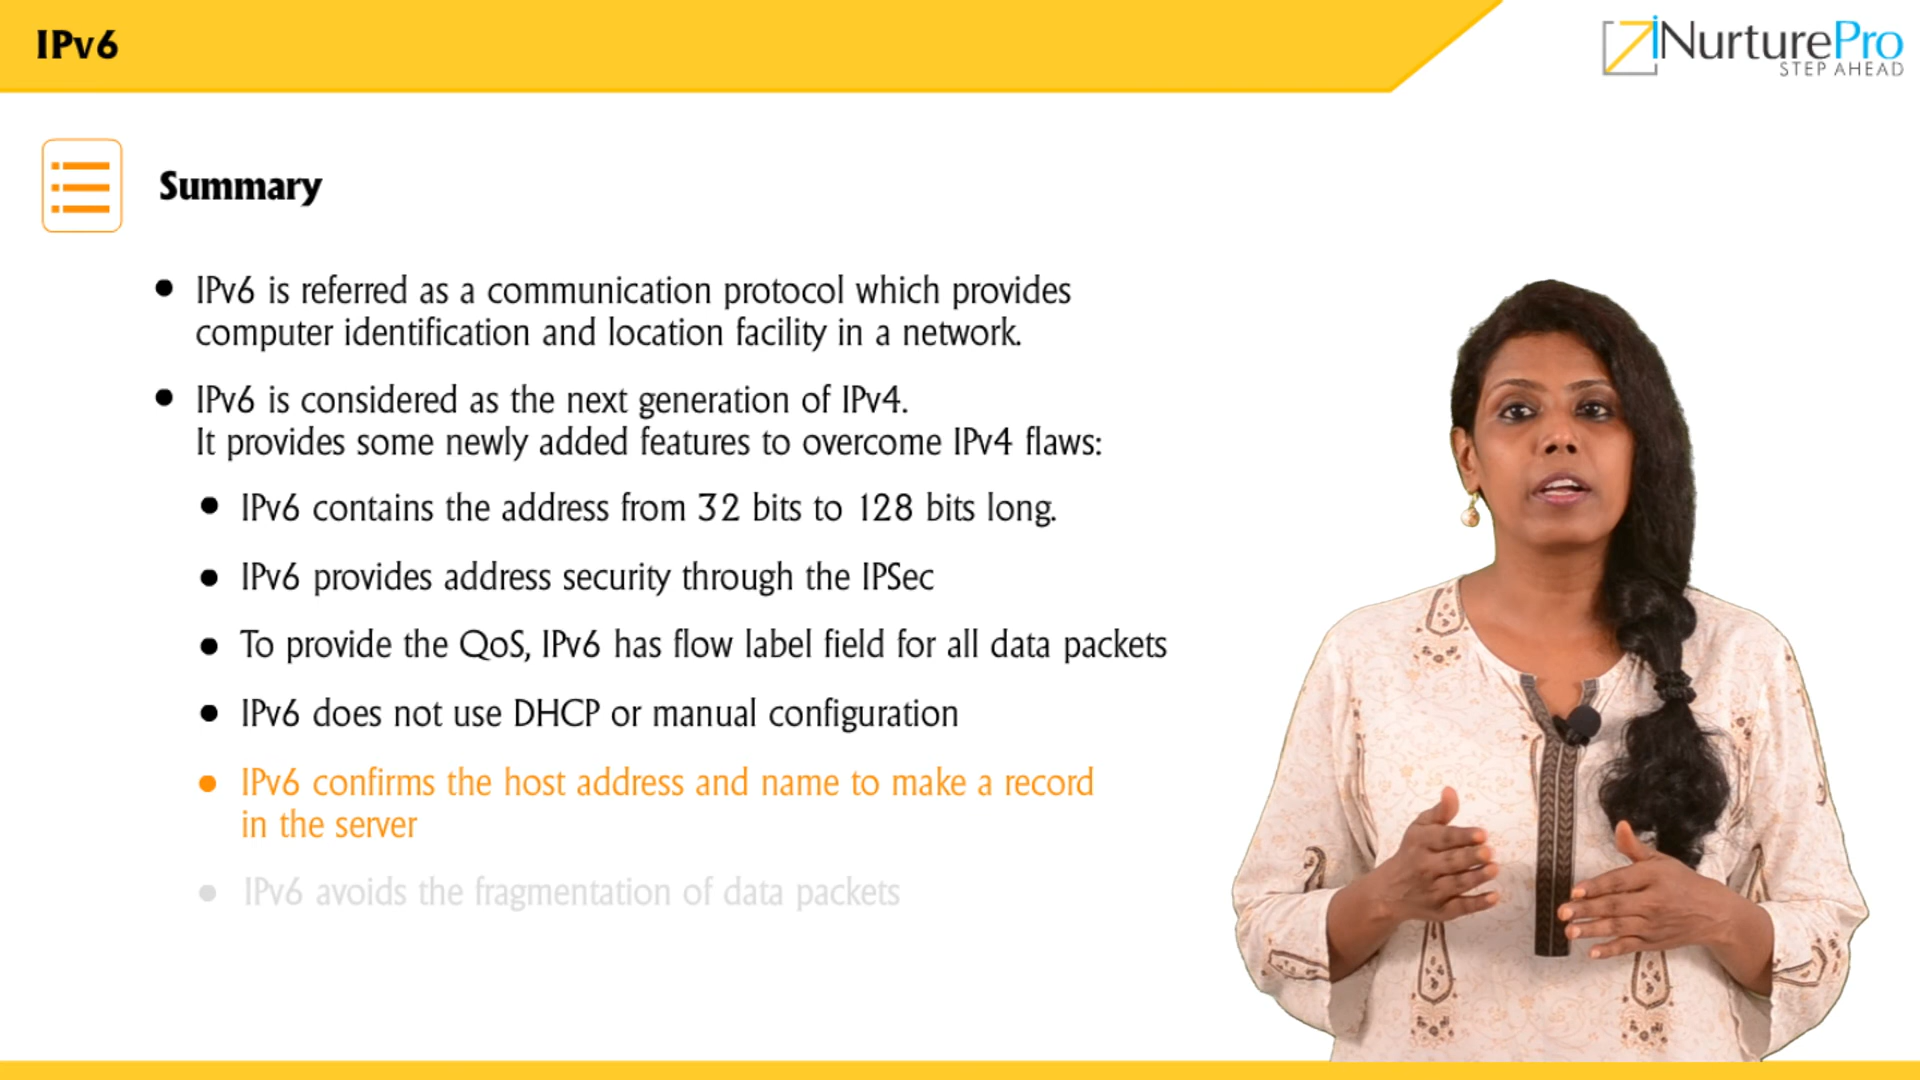 IPv6
iNurturePro
STEP AHEAD
Summary
IPv6 is referred as a communication protocol which provides
computer identification and location facility in a network.
IPv6 is considered as the next generation of IPv4.
It provides some newly added features to overcome IPv4 flaws:
IPv6 contains the address from 32 bits to 128 bits long.
IPv6 provides address security through the IPSec
To provide the QoS, IPv6 has flow label field for all data packets
IPv6 does not use DHCP or manual configuration
IPv6 confirms the host address and name to make a record
in the server
IPv6 avoids the fragmentation of data packets